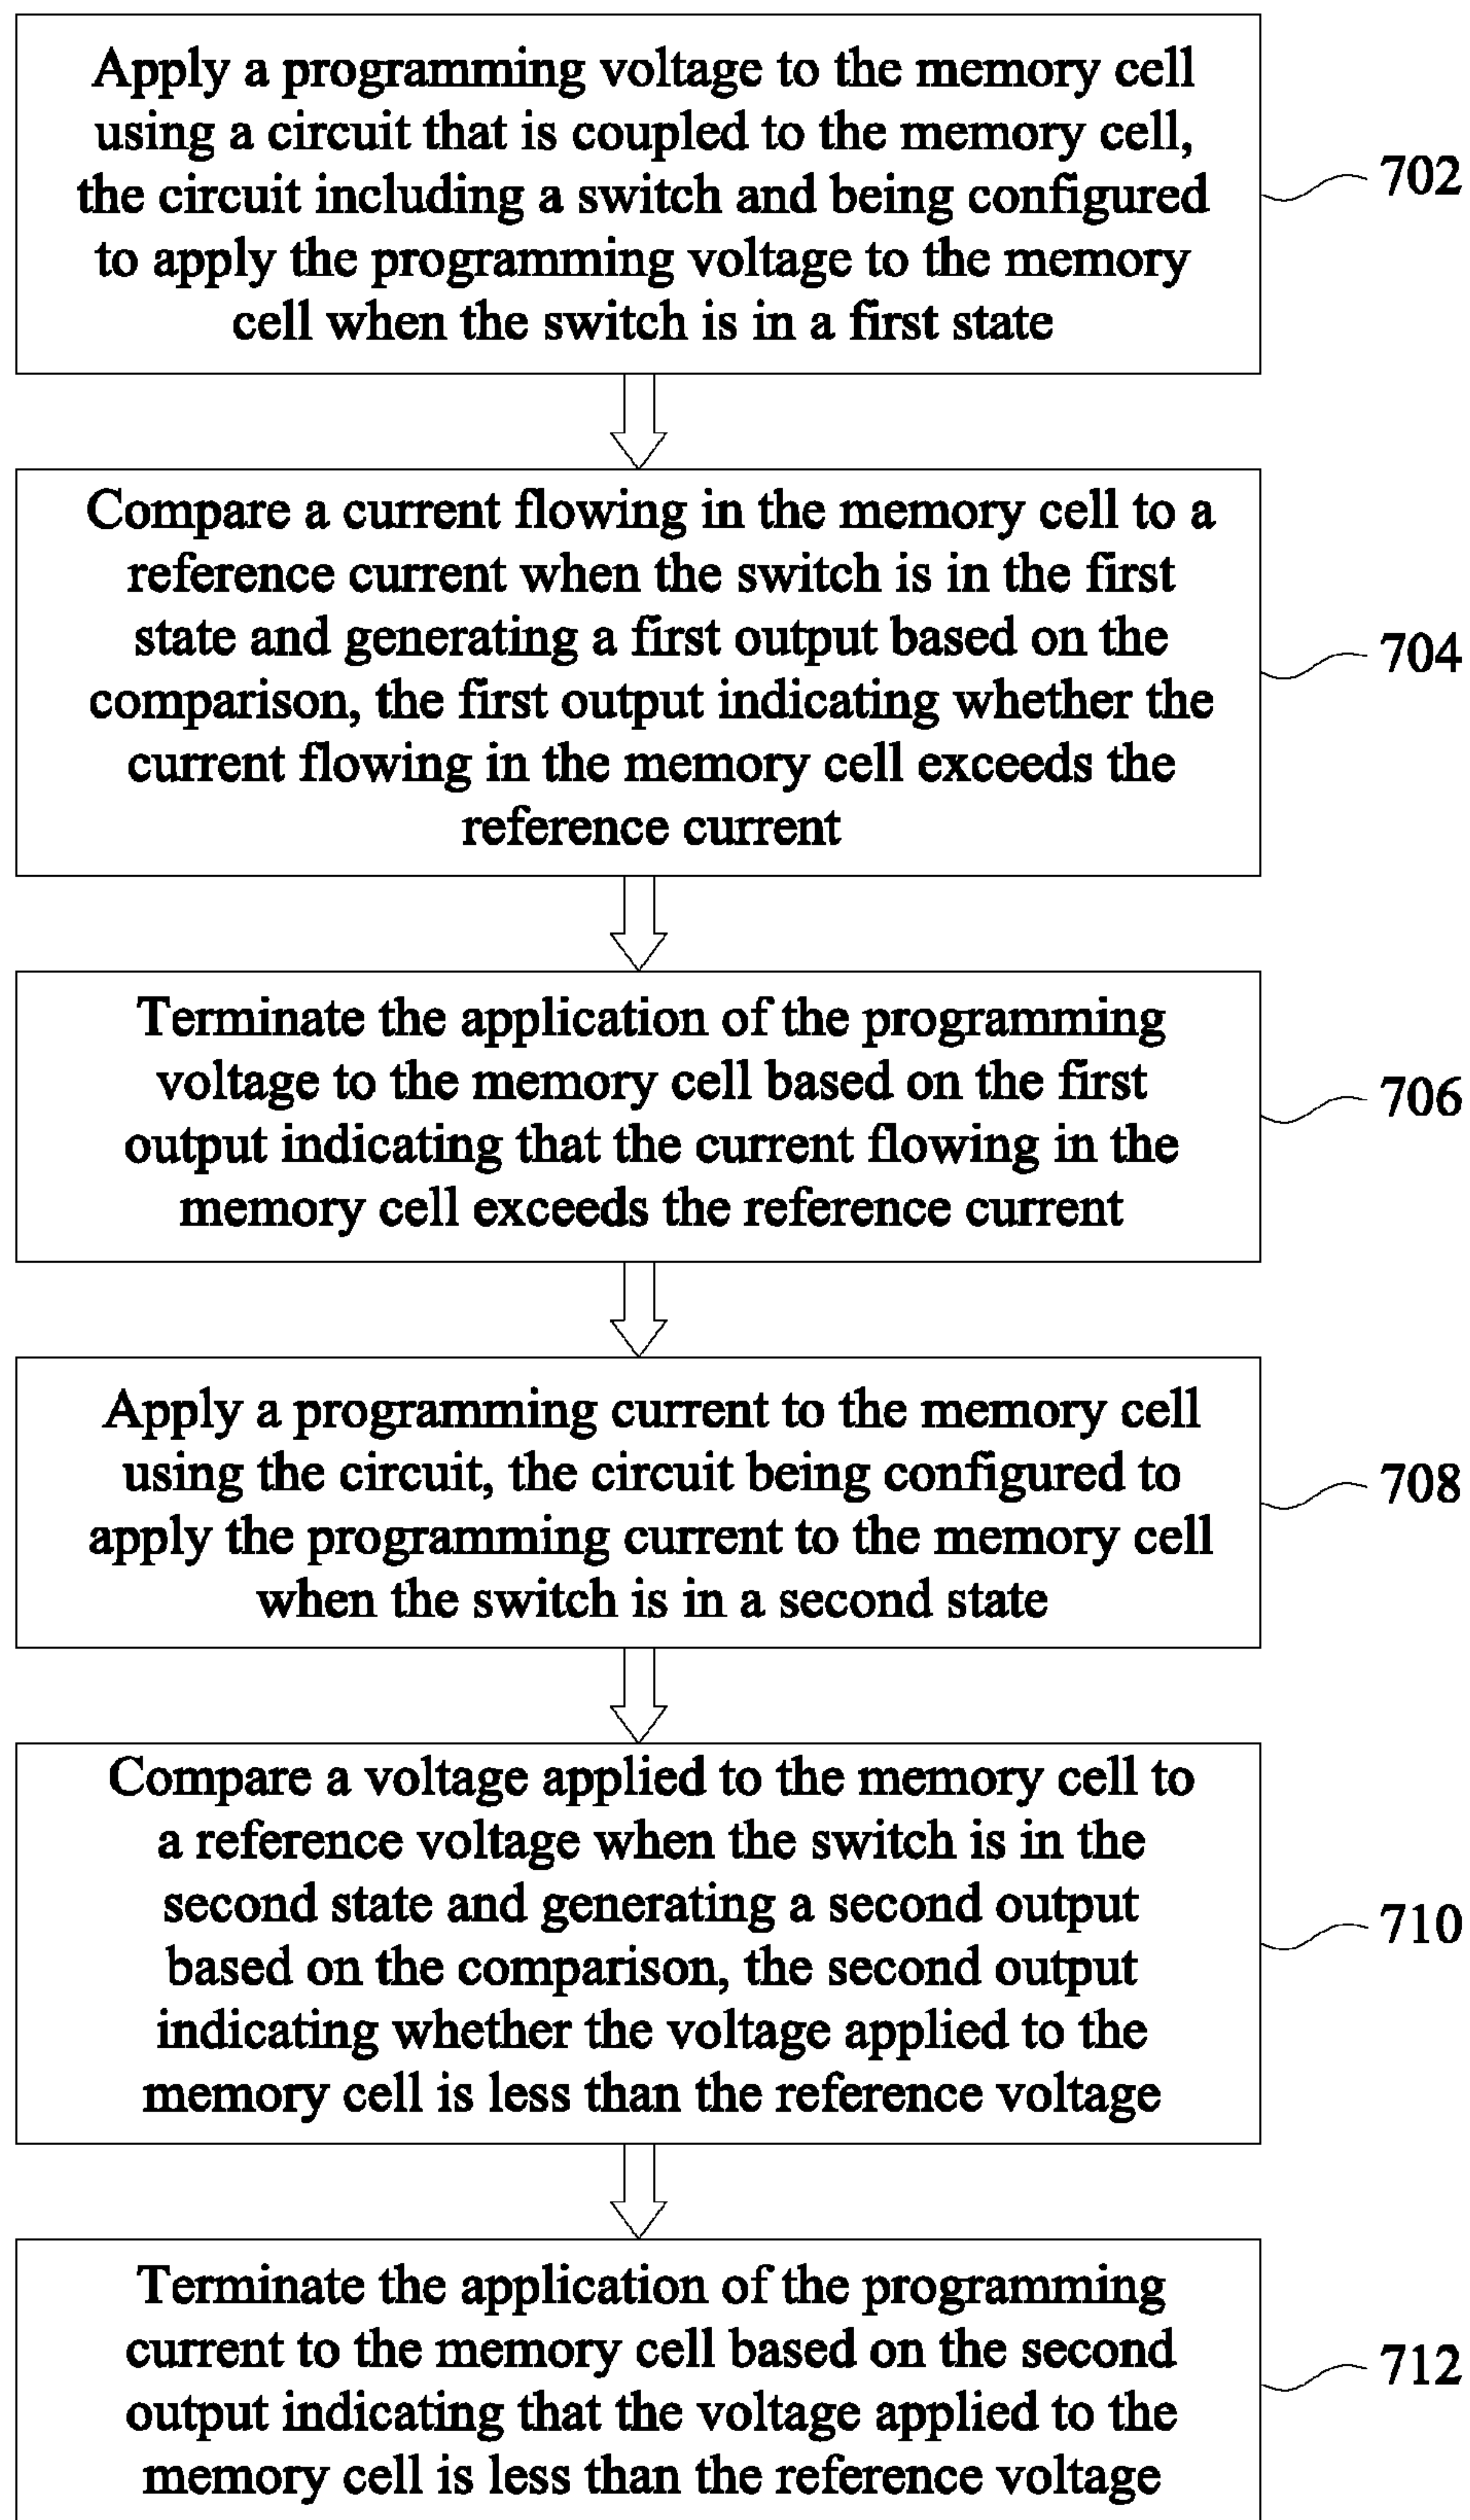 Apply a programming voltage to the memory cell
using a circuit that is coupled to the memory cell,
the circuit including a switch and being configured
to apply the programming voltage to the memory
cell when the switch is in a first state
702
Compare a current flowing in the memory cell to a
reference current when the switch is in the first
state and generating a first output based on the
comparison, the first output indicating whether the
current flowing in the memory cell exceeds the
reference current
704
Terminate the application of the programming
voltage to the memory cell based on the first
output indicating that the current flowing in the
memory cell exceeds the reference current
706
Apply a programming current to the memory cell
using the circuit, the circuit being configured to
apply the programming current to the memory cell
when the switch is in a second state
708
Compare a voltage applied to the memory cell to
a reference voltage when the switch is in the
second state and generating a second output
based on the comparison, the second output
indicating whether the voltage applied to the
memory cell is less than the reference voltage
710
Terminate the application of the programming
current to the memory cell based on the second
output indicating that the voltage applied to the
memory cell is less than the reference voltage
712